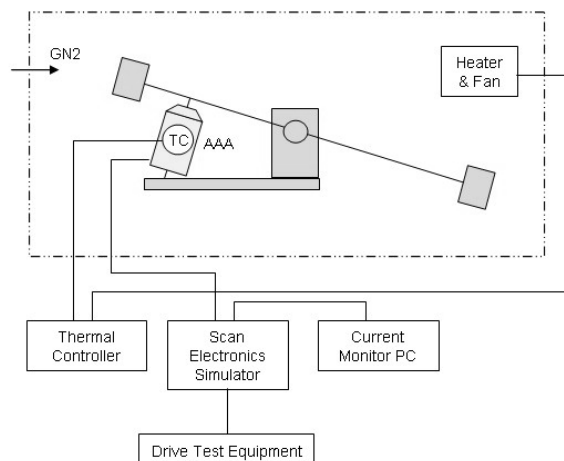 GN2
Heater
& Fan
TC
AAA
Thermal
Controller
Scan
Electronics
Simulator
Current
Monitor PC
Drive Test Equipment